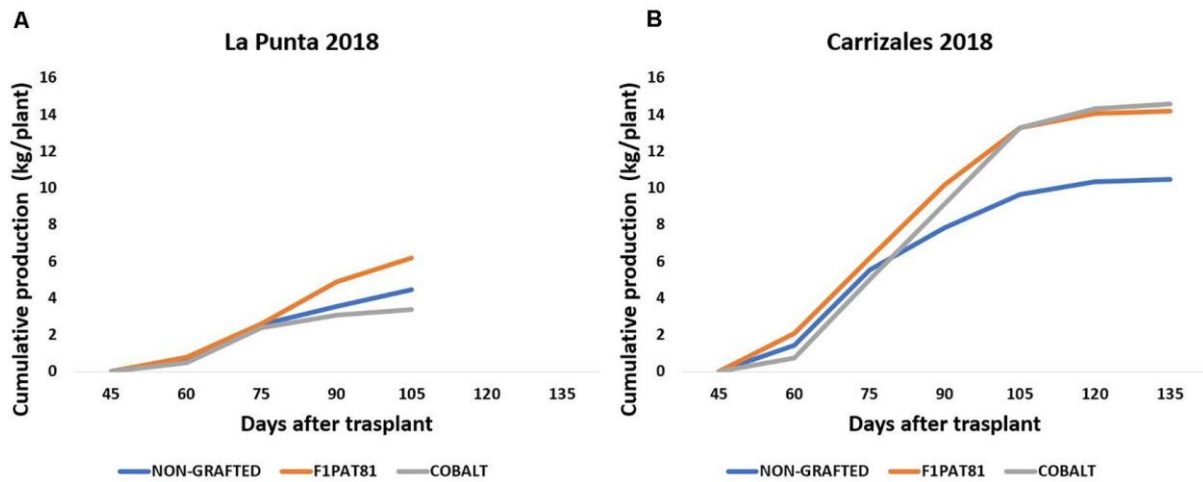 A
La Punta 2018
Cumulative production (kg/plant)
16
14
12
10
8
6
4
2
0
45 60 75 90 105 120 135
Days after trasplant
NON-GRAFTED F1PAT81 COBALT
B
Carrizales 2018
Cumulative production (kg/plant)
16
14
12
10
8
6
4
2
0
45 60 75 90 105 120 135
Days after trasplant
NON-GRAFTED F1PAT81 COBALT